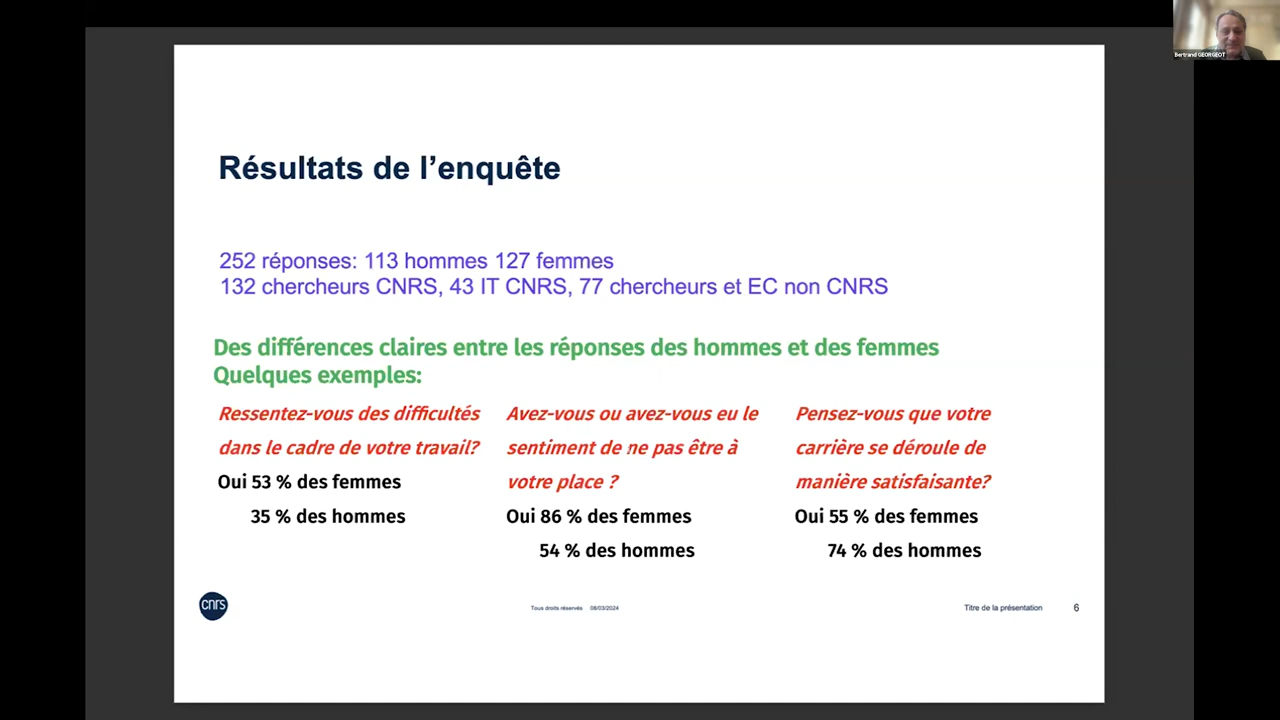 Bertrand GEORGEOT
Résultats de l’enquête
252 réponses: 113 hommes 127 femmes
132 chercheurs CNRS, 43 IT CNRS, 77 chercheurs et EC non CNRS
Des différences claires entre les réponses des hommes et des femmes
Quelques exemples:
Ressentez-vous des difficultés
dans le cadre de votre travail?
Oui 53 % des femmes
35 % des hommes
Avez-vous ou avez-vous eu le
sentiment de ne pas être à
votre place ?
Oui 86 % des femmes
54 % des hommes
Pensez-vous que votre
carrière se déroule de
manière satisfaisante?
Oui 55 % des femmes
74 % des hommes
cnrs
Tous droits réservés 08/03/2024
Titre de la présentation 6